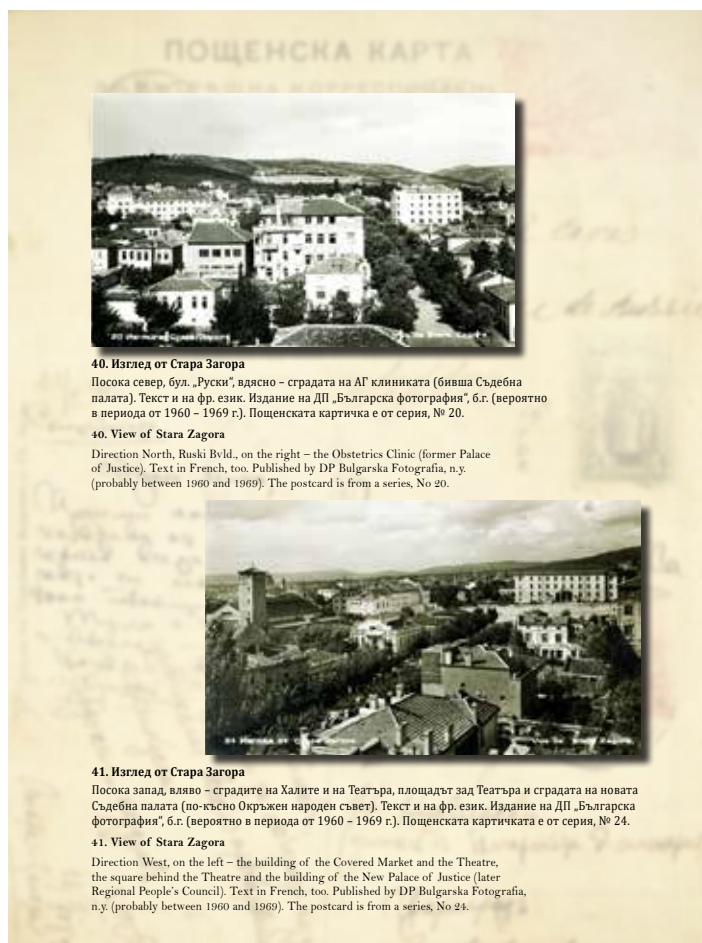 ПОЩЕНСКА КАРТА
40. Изглед от Стара Загора
Посока север, бул. „Руски“, вдясно – сградата на АГ клиниката (бивша Съдебна
палата). Текст и на фр. език. Издание на ДП „Българска фотография“, б.г. (вероятно
в периода от 1960 – 1969 г.). Пощенската картичка е от серия, № 20.
40. View of Stara Zagora
Direction North, Ruski Bvld., on the right – the Obstetrics Clinic (former Palace
of Justice). Text in French, too. Published by DP Bulgarska Fotografia, n.y.
(probably between 1960 and 1969). The postcard is from a series, No 20.
41. Изглед от Стара Загора
Посока запад, вляво – сградите на Халите и на Театъра, площадът зад Театъра и сградата на новата
Съдебна палата (по-късно Окръжен народен съвет). Текст и на фр. език. Издание на ДП „Българска
фотография“, б.г. (вероятно в периода от 1960 – 1969 г.). Пощенската картичката е от серия, № 24.
41. View of Stara Zagora
Direction West, on the left – the building of the Covered Market and the Theatre,
the square behind the Theatre and the building of the New Palace of Justice (later
Regional People's Council). Text in French, too. Published by DP Bulgarska Fotografia,
n.y. (probably between 1960 and 1969). The postcard is from a series, No 24.